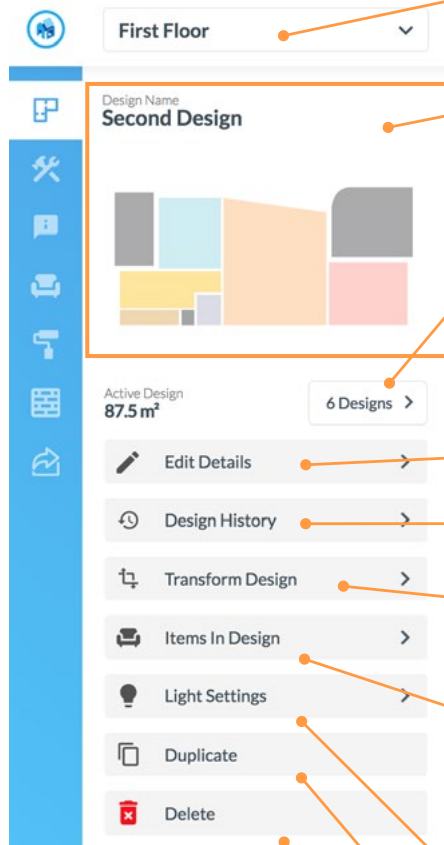 First Floor
Design Name
Second Design
Active Design
87.5 m²
6 Designs
Edit Details
Design History
Transform Design
Items In Design
Light Settings
Duplicate
Delete